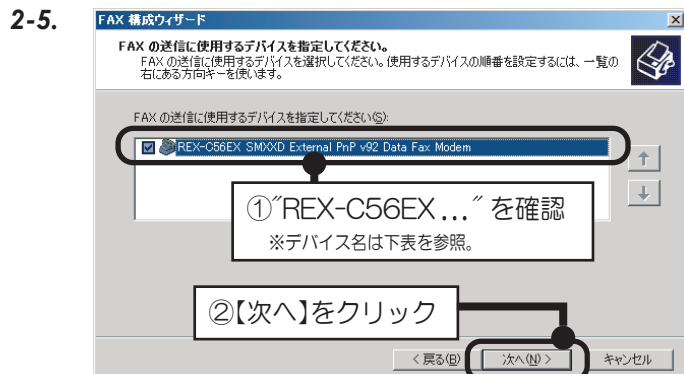 2-5.
FAX 構成ウィザード
FAX の送信に使用するデバイスを指定してください。
FAX の送信に使用するデバイスを選択してください。使用するデバイスの順番を設定するには、一覧の
右にある方向キーを使います。
FAX の送信に使用するデバイスを指定してください(S):
REX-C56EX SMXXD External PnP v92 Data Fax Modem
①"REX-C56EX..." を確認
※デバイス名は下表を参照。
②【次へ】をクリック
< 戻る(B)
次へ(N) >
キャンセル